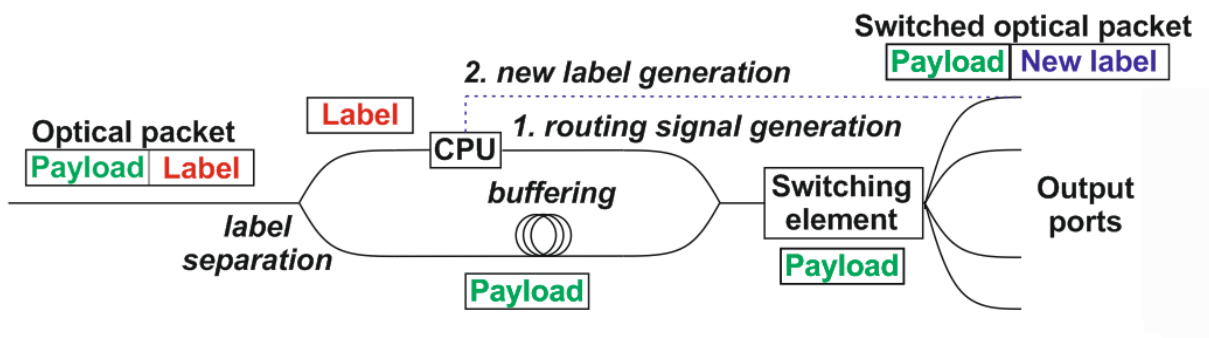 Switched optical packet
Payload New label
2. new label generation
Label
1. routing signal generation
Optical packet
Payload Label
CPU
buffering
Switching
element
Output
ports
label
separation
Payload
Payload